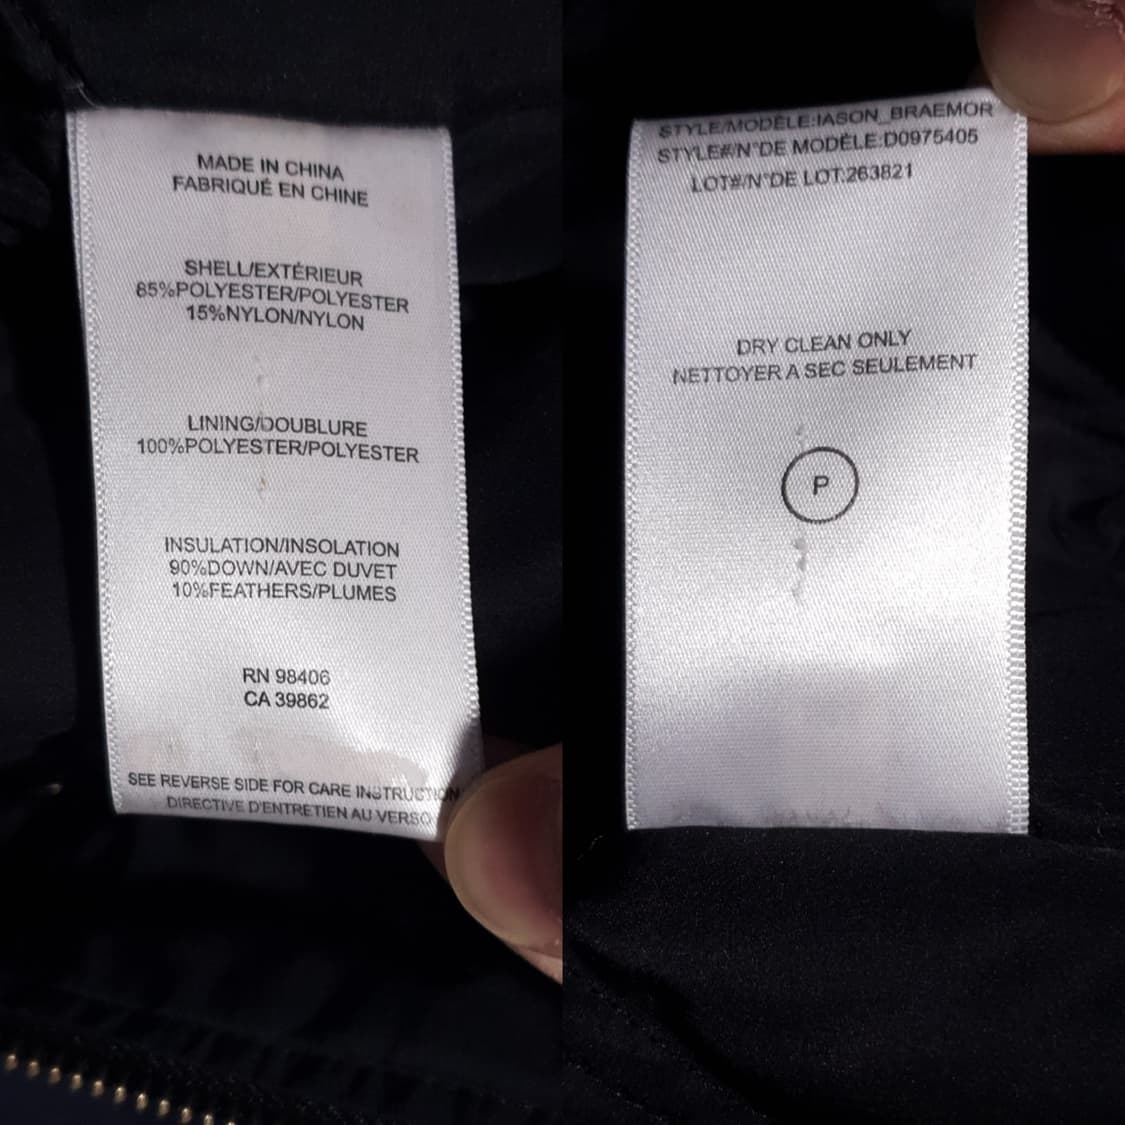 MADE IN CHINA
FABRIQUÉ EN CHINE
SHELL/EXTÉRIEUR
85%POLYESTER/POLYESTER
15%NYLON/NYLON
LINING/DOUBLURE
100%POLYESTER/POLYESTER
INSULATION/INSOLATION
90%DOWN/AVEC DUVET
10%FEATHERS/PLUMES
RN 98406
CA 39862
SEE REVERSE SIDE FOR CARE INSTRUCTION
DIRECTIVE D'ENTRETIEN AU VERSO
STYLE/MODÈLE:IASON_BRAEMOR
STYLE#/N°DE MODÈLE:D0975405
LOT#/N°DE LOT:263821
DRY CLEAN ONLY
NETTOYER A SEC SEULEMENT
P